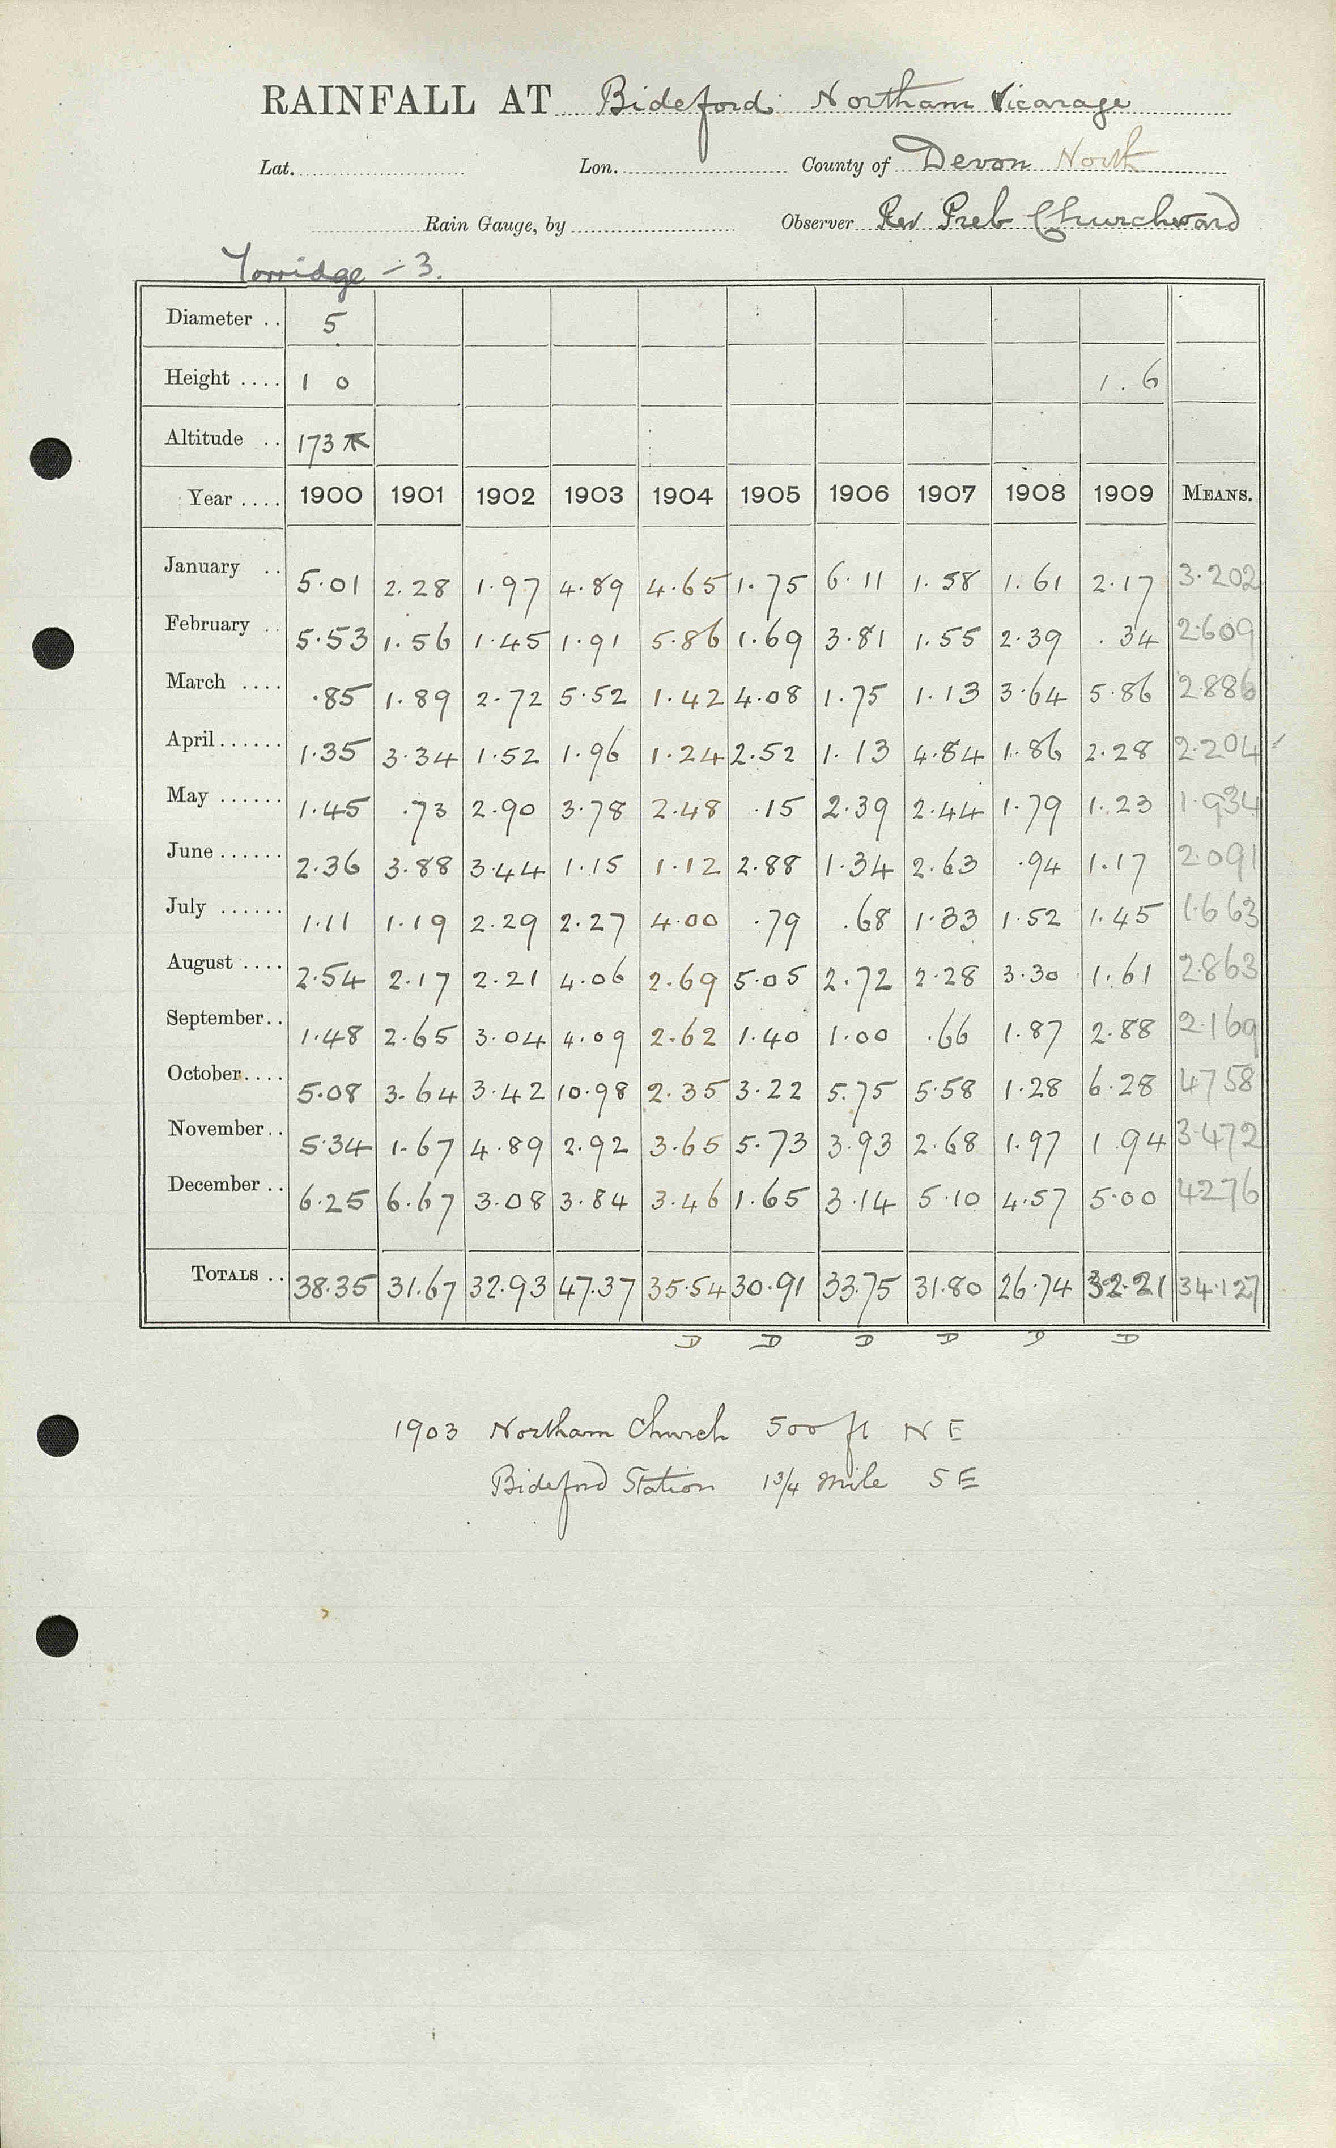 RAINFALL AT Bideford Northam Vicarage
Lat. Lon. County of Devon North
Rain Gauge, by Observer Rev Preb Churchward
Torridge - 3.
Diameter .. 5
Height .... 1 0 1.6
Altitude .. 173
Year .... 1900 1901 1902 1903 1904 1905 1906 1907 1908 1909 MEANS.
January .. 5.01 2.28 1.97 4.89 4.65 1.75 6.11 1.58 1.61 2.17 3.202
February .. 5.53 1.56 1.45 1.91 5.86 1.69 3.81 1.55 2.39 .34 2.609
March .... .85 1.89 2.72 5.52 1.42 4.08 1.75 1.13 3.64 5.86 2.886
April ...... 1.35 3.34 1.52 1.96 1.24 2.52 1.13 4.84 1.86 2.28 2.204
May ...... 1.45 .73 2.90 3.78 2.48 .15 2.39 2.44 1.79 1.23 1.934
June ...... 2.36 3.88 3.44 1.15 1.12 2.88 1.34 2.63 .94 1.17 2.091
July ...... 1.11 1.19 2.29 2.27 4.00 .79 .68 1.33 1.52 1.45 1.663
August .... 2.54 2.17 2.21 4.06 2.69 5.05 2.72 2.28 3.30 1.61 2.863
September.. 1.48 2.65 3.04 4.09 2.62 1.40 1.00 .66 1.87 2.88 2.169
October.... 5.08 3.64 3.42 10.98 2.35 3.22 5.75 5.58 1.28 6.28 4758
November.. 5.34 1.67 4.89 2.92 3.65 5.73 3.93 2.68 1.97 1.94 3.472
December .. 6.25 6.67 3.08 3.84 3.46 1.65 3.14 5.10 4.57 5.00 4276
TOTALS .. 38.35 31.67 32.93 47.37 35.54 30.91 33.75 31.80 26.74 32.21 34.127
D D D D D D
1903 Northam Church 500 ft N E
Bideford Station 1 3/4 mile S E